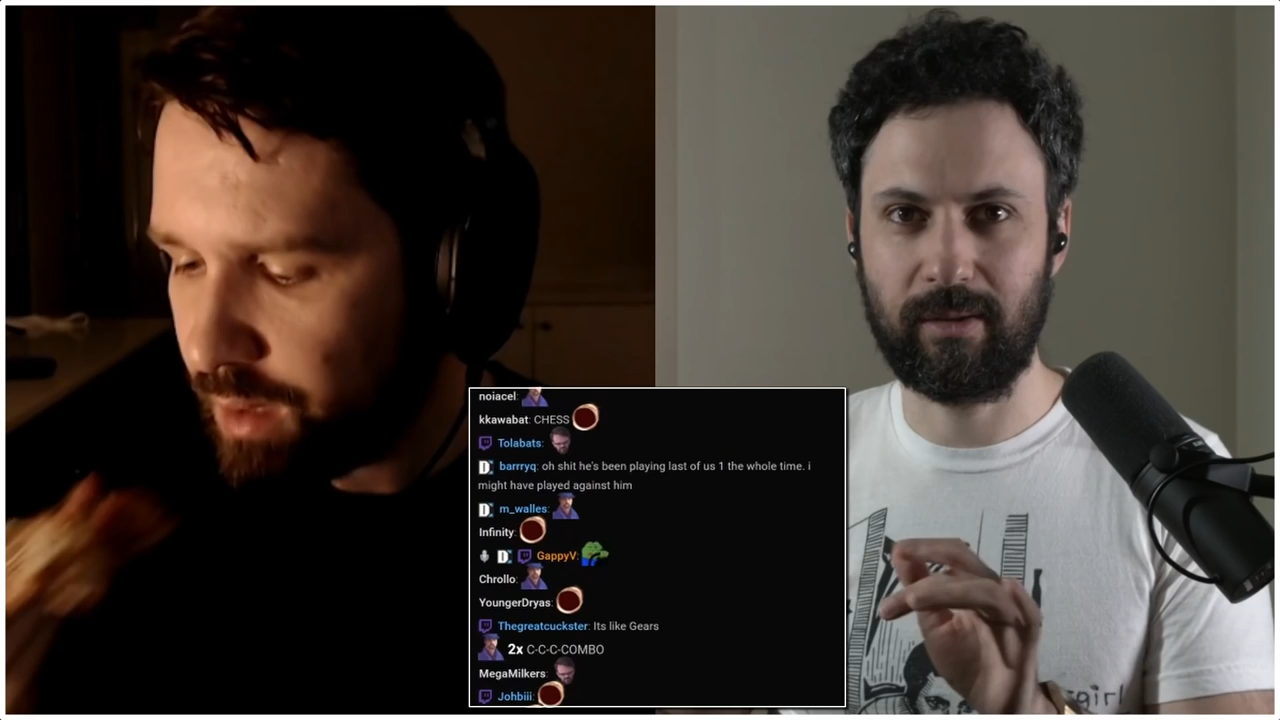 noiacel:
kkawabat: CHESS
Tolabats:
D barrryq: oh shit he's been playing last of us 1 the whole time. i
might have played against him
D m_walles:
Infinity:
D GappyV:
Chrollo:
YoungerDryas:
Thegreatcuckster: Its like Gears
2x C-C-C-COMBO
MegaMilkers:
Johbiii:
girl